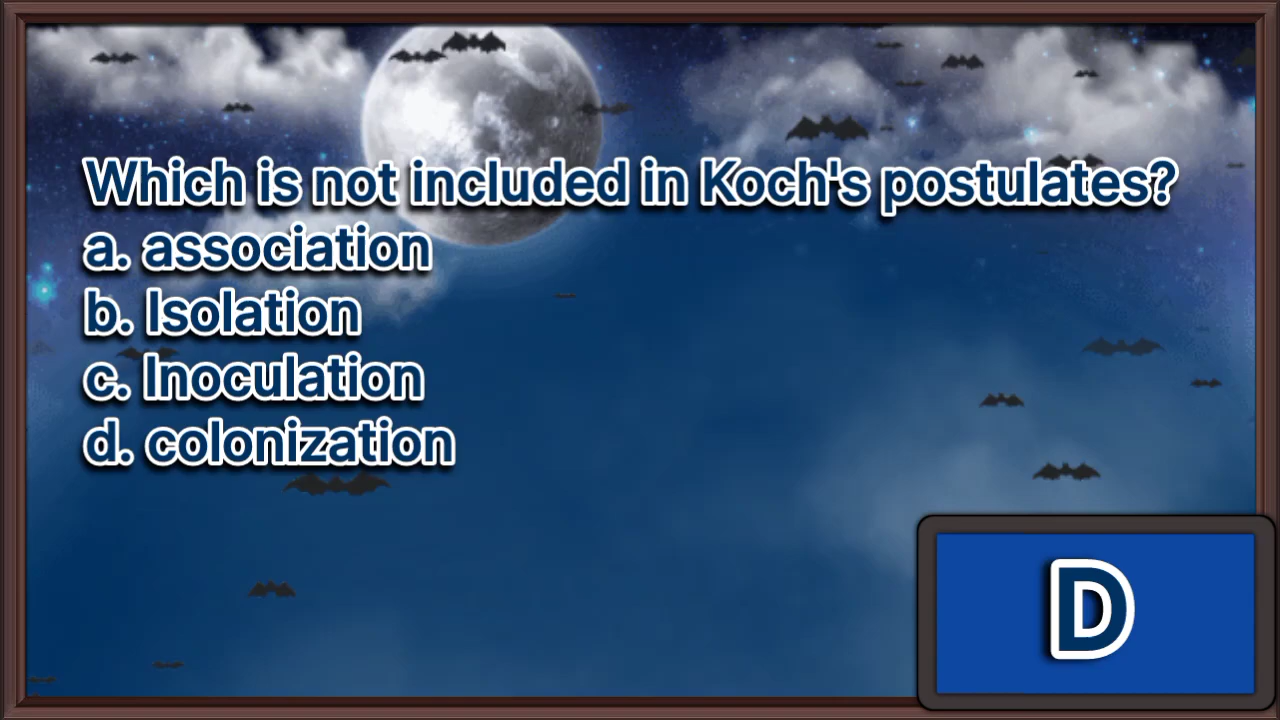 Which is not included in Koch's postulates?
a. association
b. Isolation
c. Inoculation
d. colonization
D